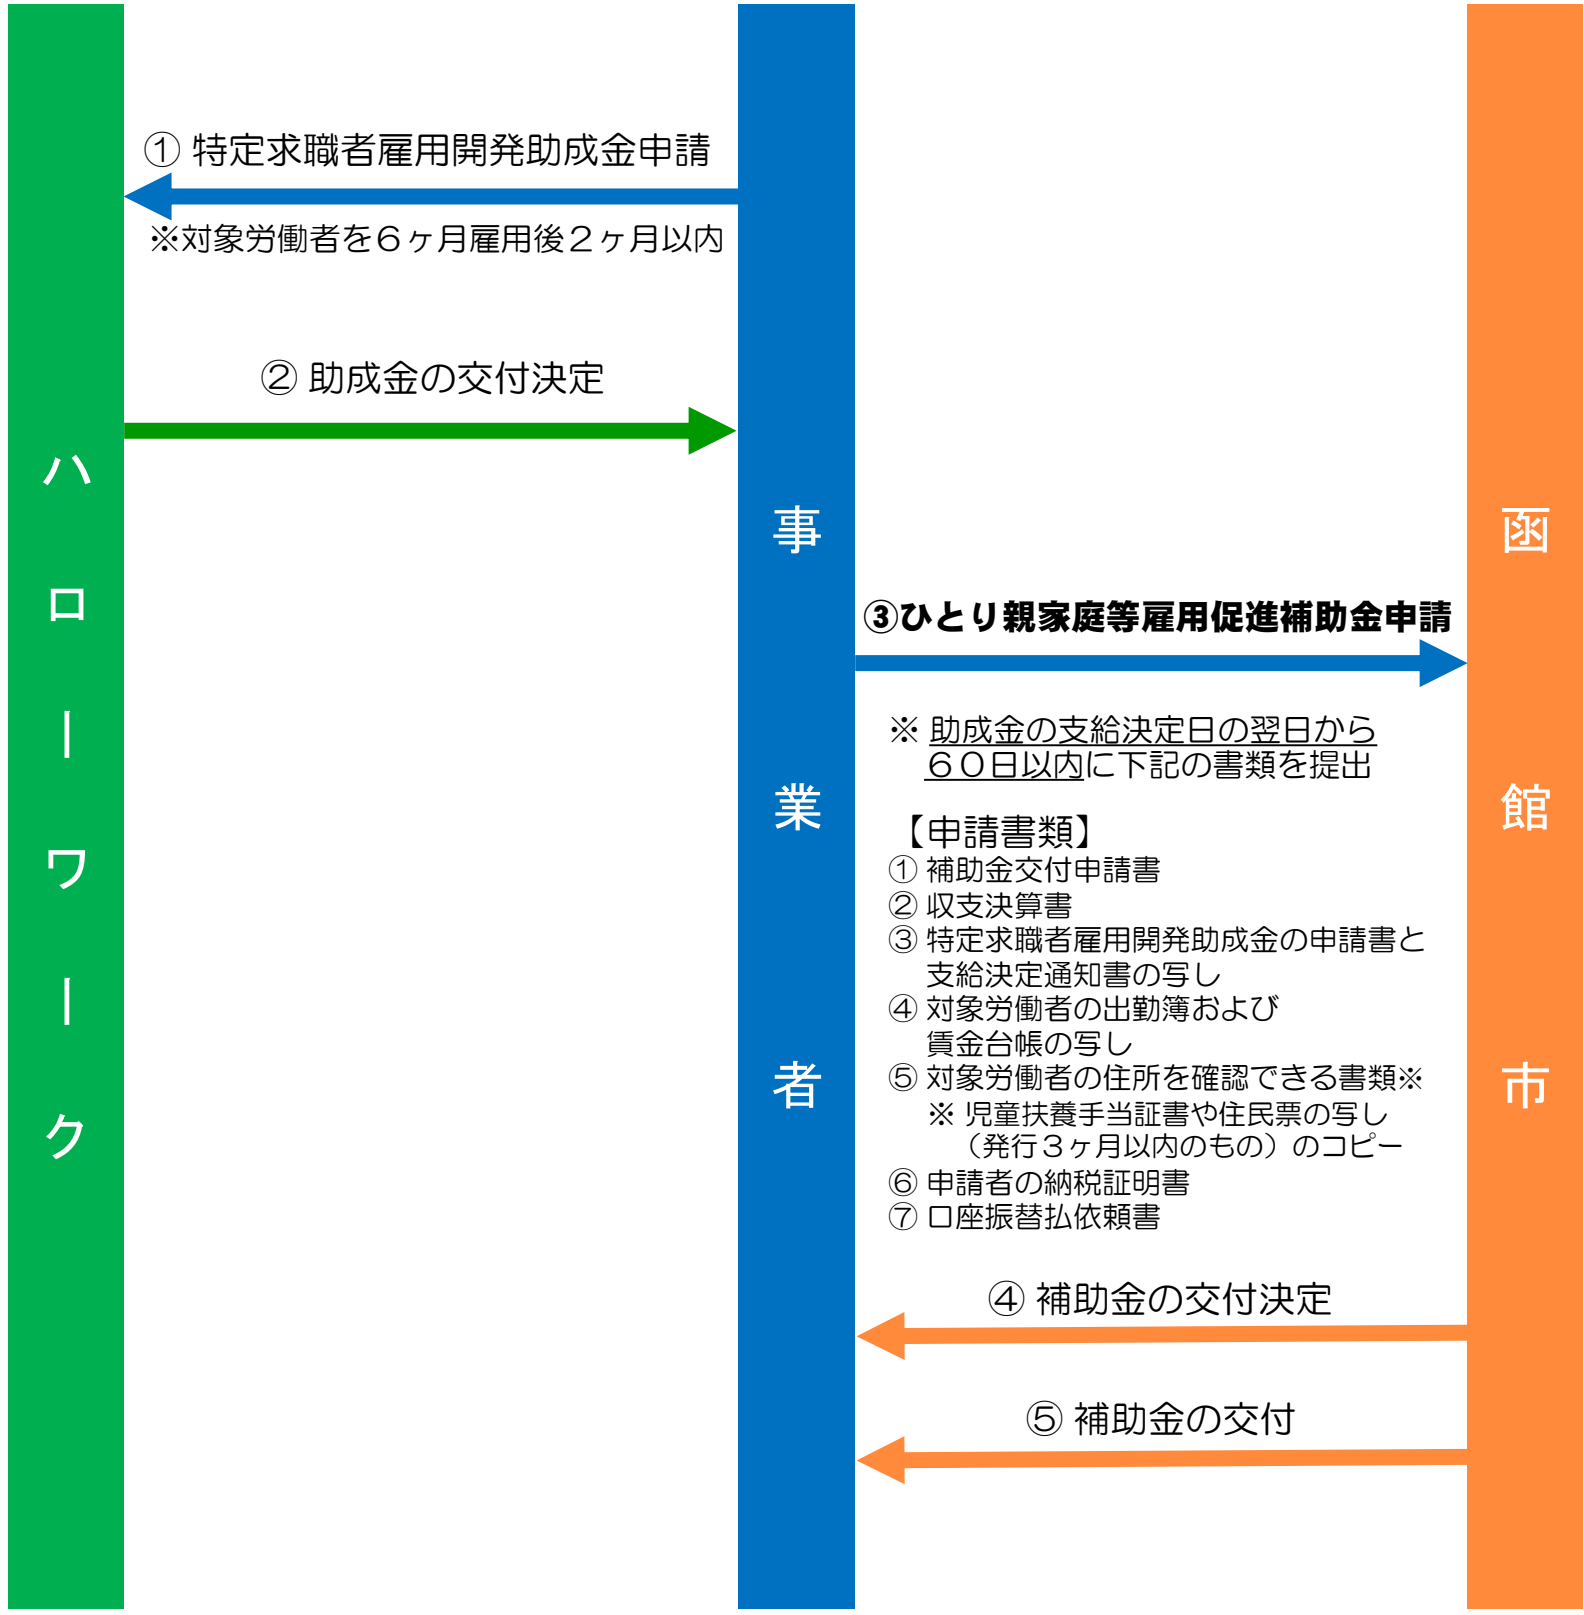 ① 特定求職者雇用開発助成金申請
※対象労働者を６ヶ月雇用後２ヶ月以内
② 助成金の交付決定
ハローワーク
事業者
函館市
③ひとり親家庭等雇用促進補助金申請
※ 助成金の支給決定日の翌日から
６０日以内に下記の書類を提出
【申請書類】
① 補助金交付申請書
② 収支決算書
③ 特定求職者雇用開発助成金の申請書と
支給決定通知書の写し
④ 対象労働者の出勤簿および
賃金台帳の写し
⑤ 対象労働者の住所を確認できる書類※
※ 児童扶養手当証書や住民票の写し
（発行３ヶ月以内のもの）のコピー
⑥ 申請者の納税証明書
⑦ 口座振替払依頼書
④ 補助金の交付決定
⑤ 補助金の交付